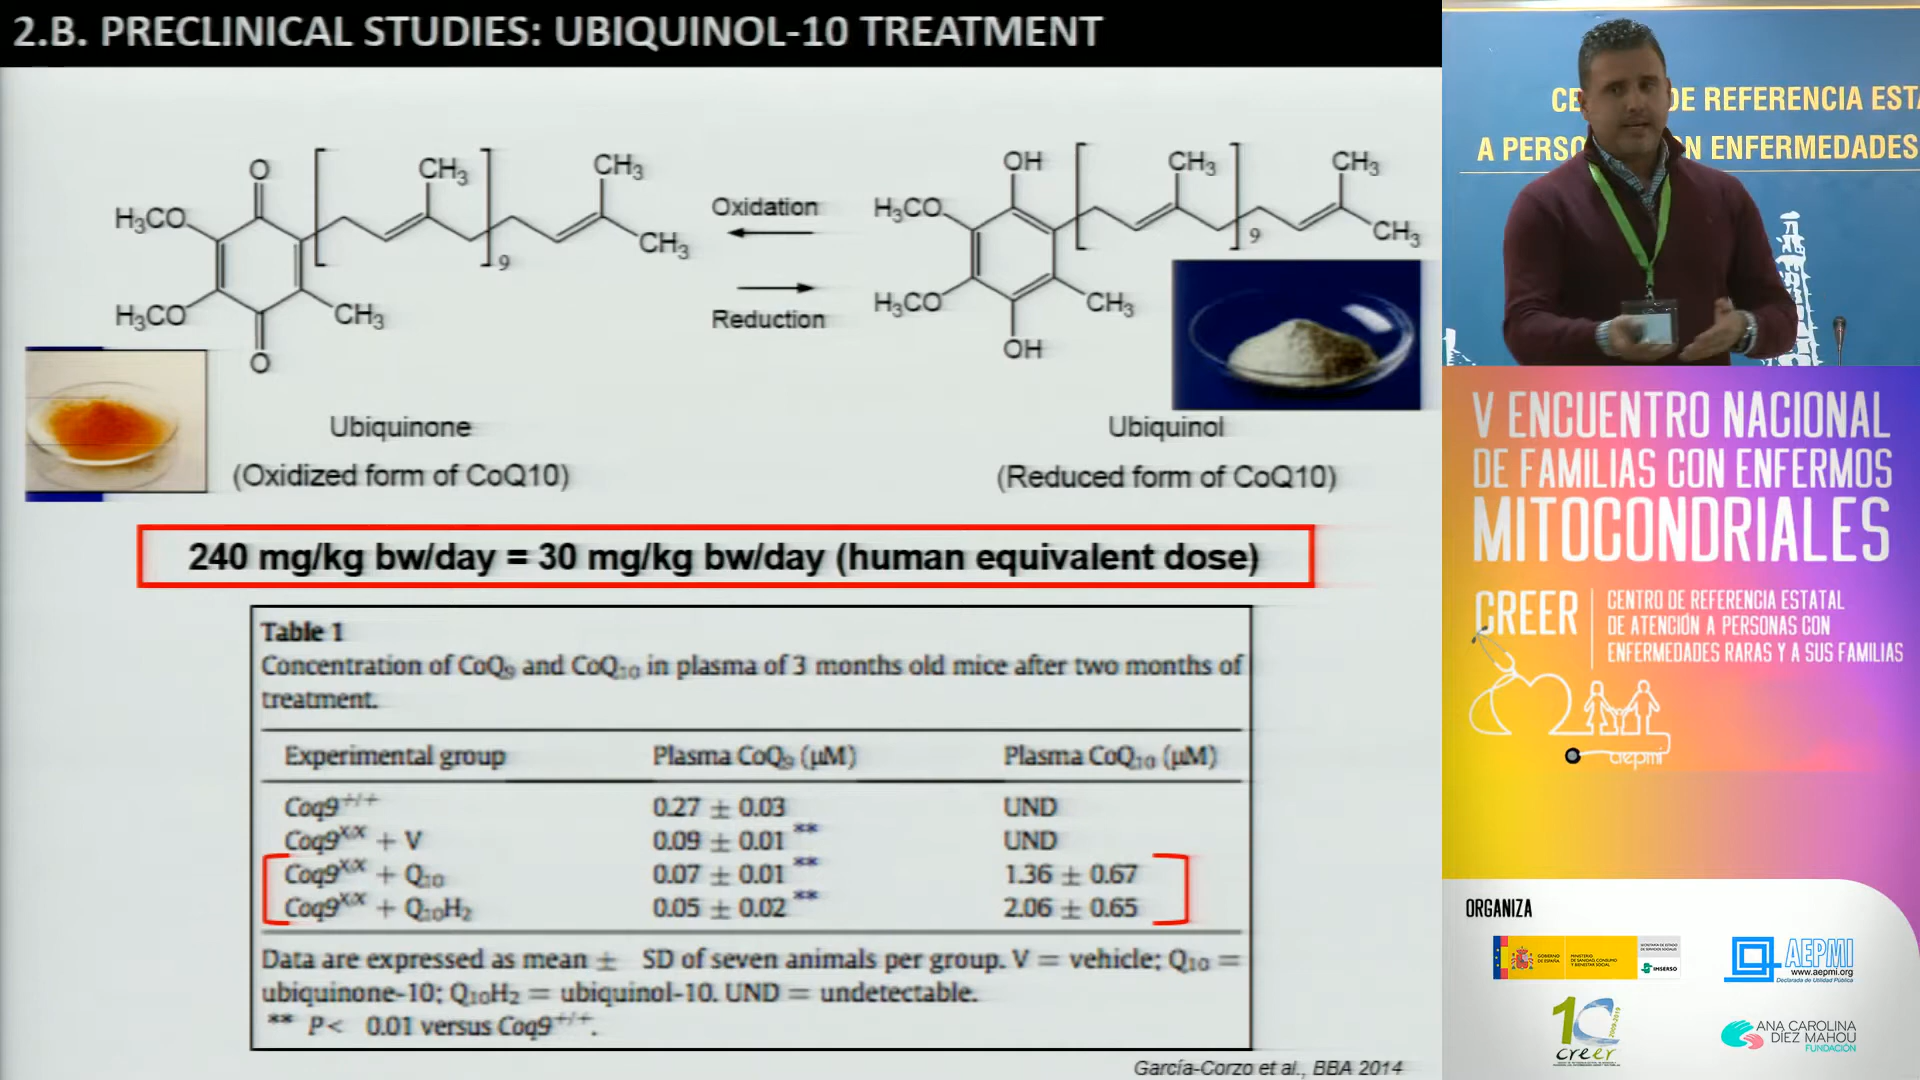 2.B. PRECLINICAL STUDIES: UBIQUINOL-10 TREATMENT
O
CH₃
CH₃
H₃CO
CH₃
9
H₃CO
CH₃
O
Oxidation
Reduction
OH
CH₃
CH₃
H₃CO
CH₃
9
H₃CO
CH₃
OH
Ubiquinone
(Oxidized form of CoQ10)
Ubiquinol
(Reduced form of CoQ10)
240 mg/kg bw/day = 30 mg/kg bw/day (human equivalent dose)
Table 1
Concentration of CoQ₉ and CoQ₁₀ in plasma of 3 months old mice after two months of
treatment.
Experimental group Plasma CoQ₉ (μM) Plasma CoQ₁₀ (μM)
Coq9⁺/⁺ 0.27 ± 0.03 UND
Coq9ˣ/ˣ + V 0.09 ± 0.01 ** UND
Coq9ˣ/ˣ + Q₁₀ 0.07 ± 0.01 ** 1.36 ± 0.67
Coq9ˣ/ˣ + Q₁₀H₂ 0.05 ± 0.02 ** 2.06 ± 0.65
Data are expressed as mean ± SD of seven animals per group. V = vehicle; Q₁₀ =
ubiquinone-10; Q₁₀H₂ = ubiquinol-10. UND = undetectable.
** P < 0.01 versus Coq9⁺/⁺.
García-Corzo et al., BBA 2014
CE DE REFERENCIA ESTA
A PERSO N ENFERMEDADES
V ENCUENTRO NACIONAL
DE FAMILIAS CON ENFERMOS
MITOCONDRIALES
CREER
CENTRO DE REFERENCIA ESTATAL
DE ATENCIÓN A PERSONAS CON
ENFERMEDADES RARAS Y A SUS FAMILIAS
aepmi
ORGANIZA
GOBIERNO
DE ESPAÑA
MINISTERIO
DE SANIDAD, CONSUMO
Y BIENESTAR SOCIAL
SECRETARÍA DE ESTADO
DE SERVICIOS SOCIALES
IMSERSO
AEPMI
www.aepmi.org
Declarada de Utilidad Pública
10
2009-2019
creer
ANA CAROLINA
DÍEZ MAHOU
FUNDACIÓN